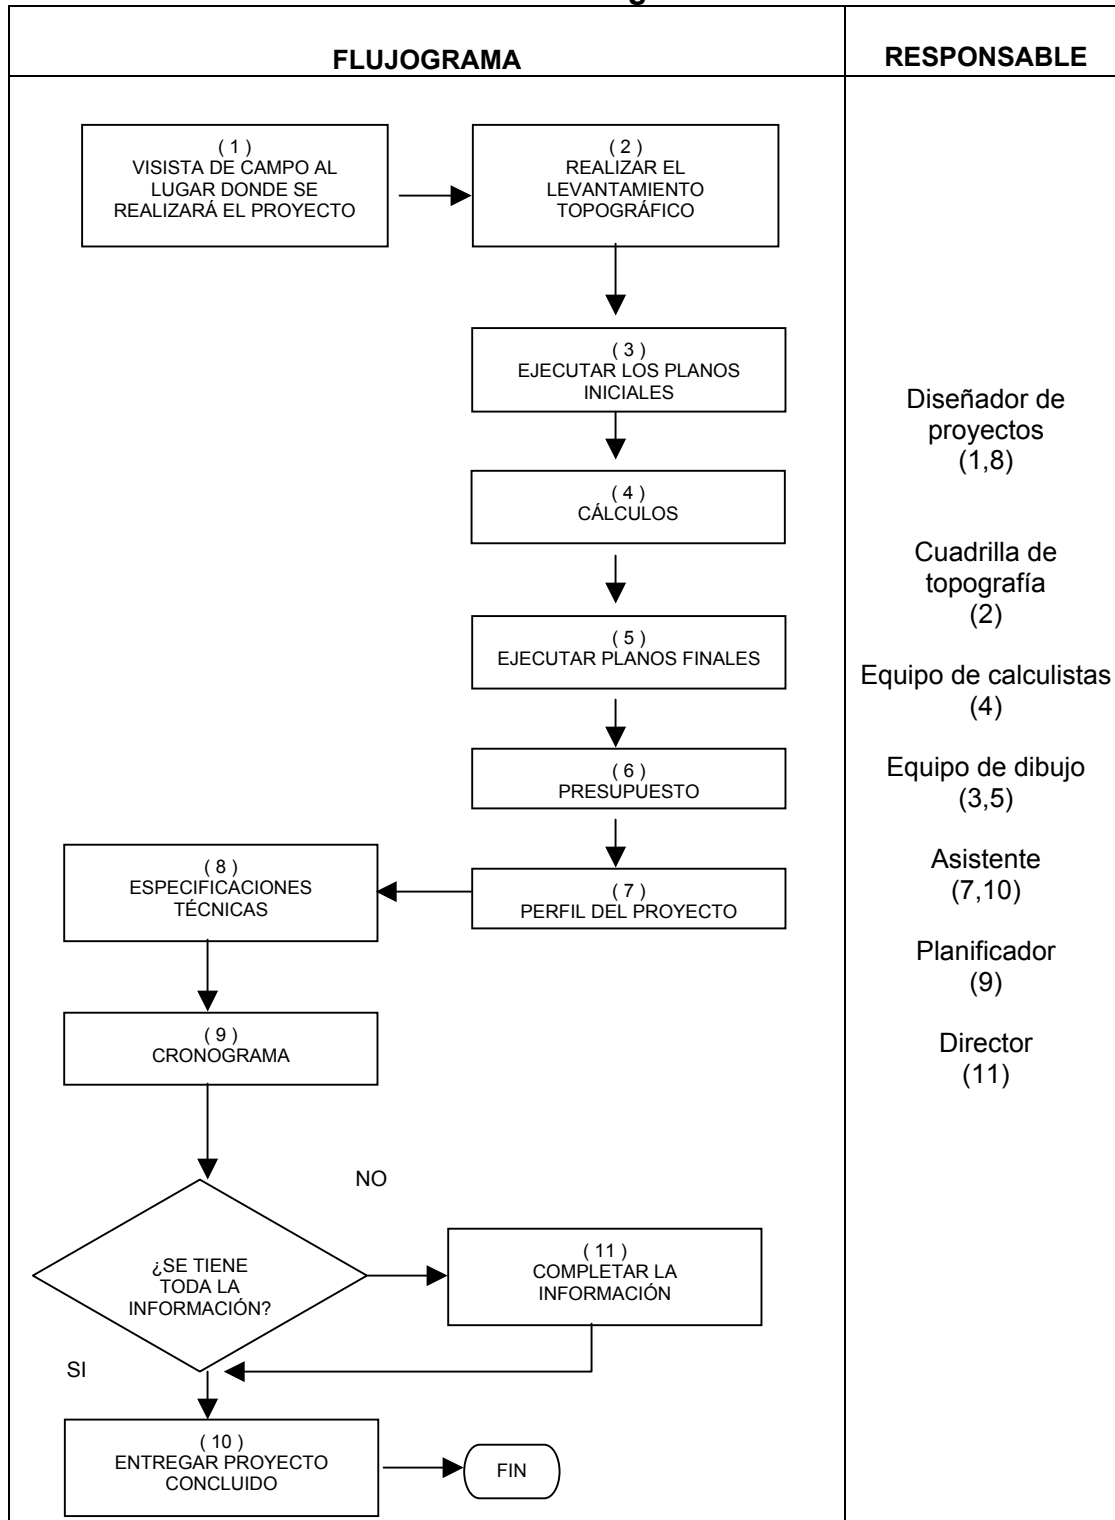 FLUJOGRAMA
RESPONSABLE
( 1 )
VISISTA DE CAMPO AL
LUGAR DONDE SE
REALIZARÁ EL PROYECTO
( 2 )
REALIZAR EL
LEVANTAMIENTO
TOPOGRÁFICO
( 3 )
EJECUTAR LOS PLANOS
INICIALES
( 4 )
CÁLCULOS
( 5 )
EJECUTAR PLANOS FINALES
( 6 )
PRESUPUESTO
( 7 )
PERFIL DEL PROYECTO
( 8 )
ESPECIFICACIONES
TÉCNICAS
( 9 )
CRONOGRAMA
¿SE TIENE
TODA LA
INFORMACIÓN?
NO
( 11 )
COMPLETAR LA
INFORMACIÓN
SI
( 10 )
ENTREGAR PROYECTO
CONCLUIDO
FIN
Diseñador de
proyectos
(1,8)
Cuadrilla de
topografía
(2)
Equipo de calculistas
(4)
Equipo de dibujo
(3,5)
Asistente
(7,10)
Planificador
(9)
Director
(11)